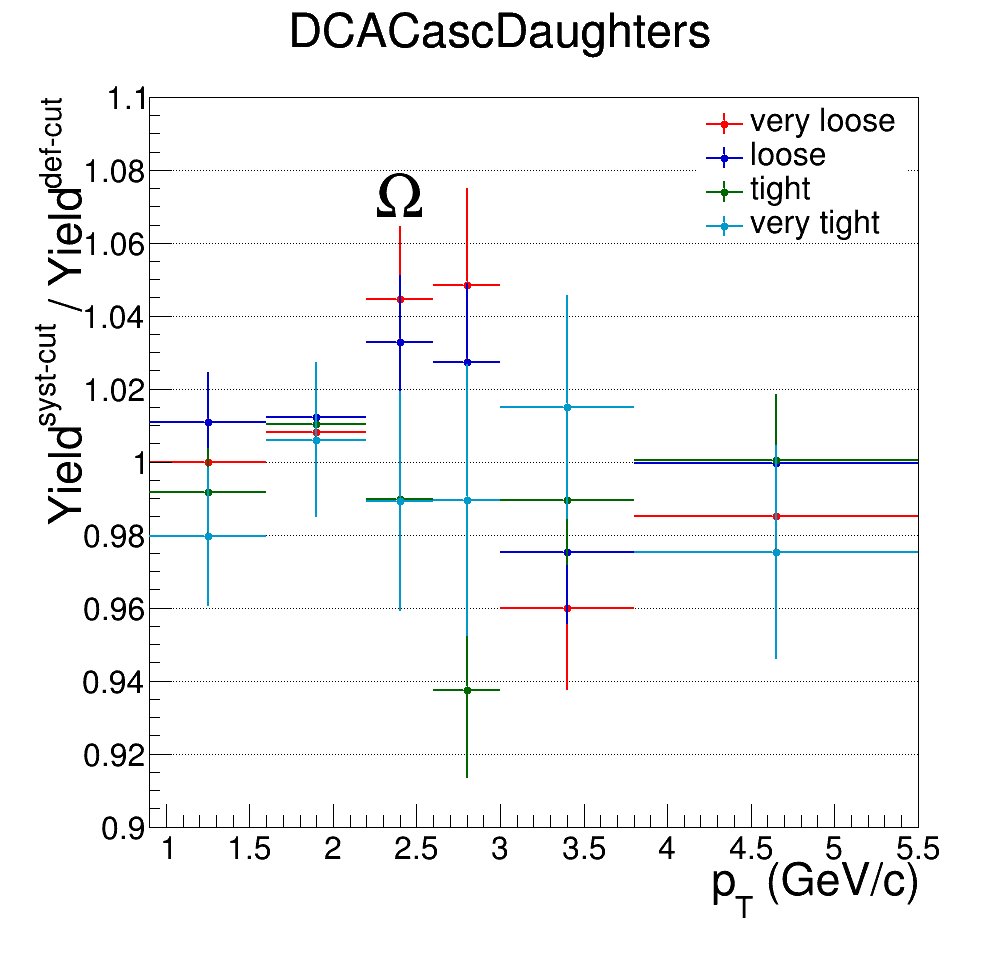 DCACascDaughters
Yield^syst-cut / Yield^def-cut
1.1
1.08
1.06
1.04
1.02
1
0.98
0.96
0.94
0.92
0.9
Ω
very loose
loose
tight
very tight
1 1.5 2 2.5 3 3.5 4 4.5 5 5.5
p_T (GeV/c)